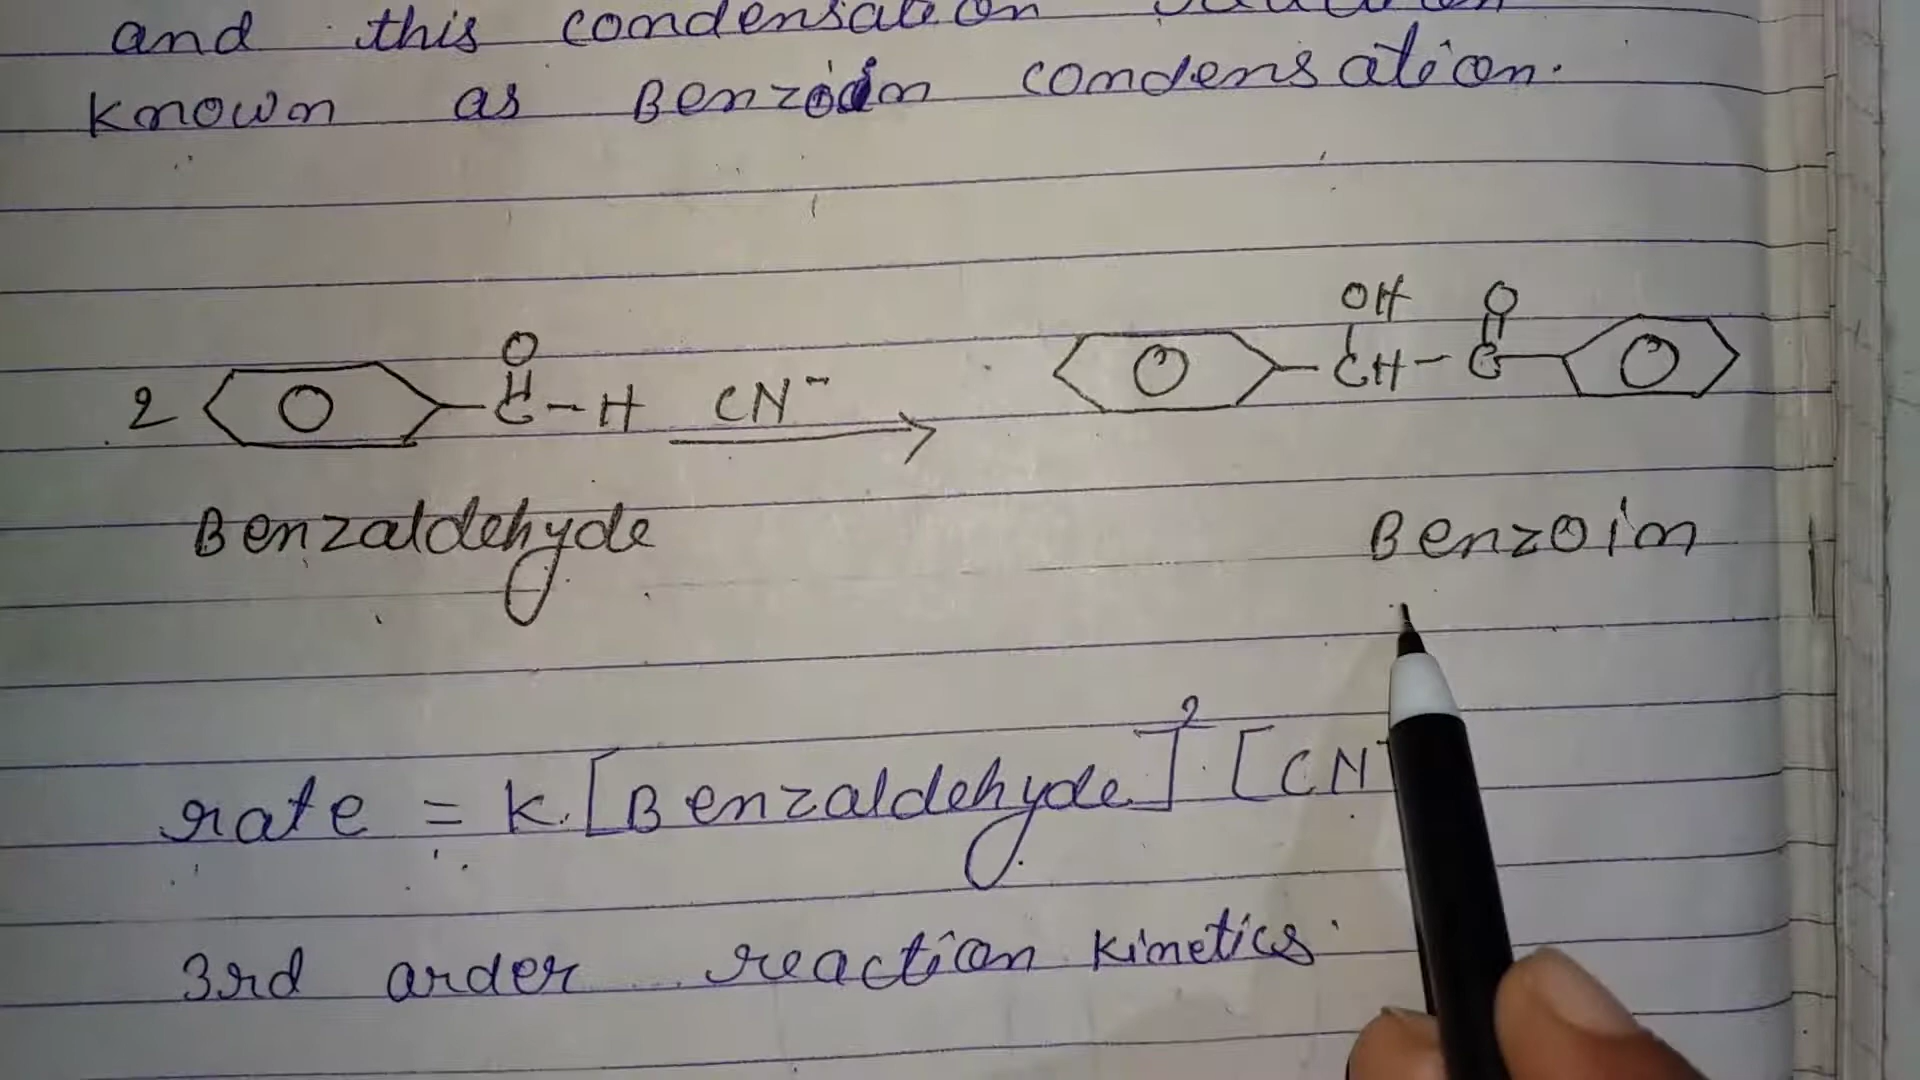 and this condensation
known as Benzoin condensation.
OH O
2 O C - H CN⁻ CH - C
Benzaldehyde Benzoin
rate = K.[Benzaldehyde]² [CN
3rd order reaction kinetics.